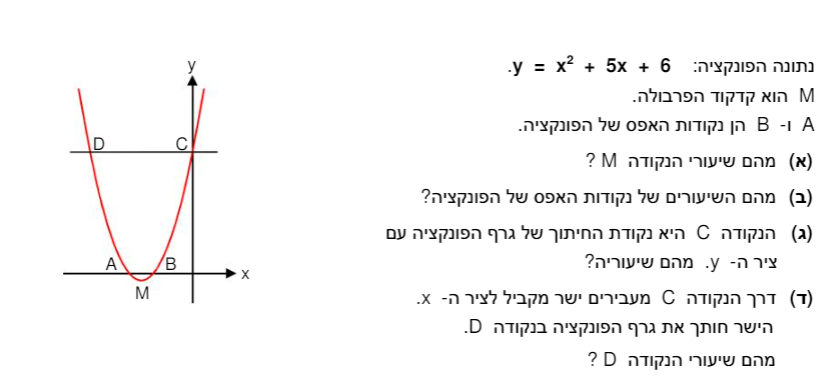 נתונה הפונקציה: y = x² + 5x + 6.
M הוא קדקוד הפרבולה.
A ו- B הן נקודות האפס של הפונקציה.
(א) מהם שיעורי הנקודה M ?
(ב) מהם השיעורים של נקודות האפס של הפונקציה?
(ג) הנקודה C היא נקודת החיתוך של גרף הפונקציה עם
ציר ה- y. מהם שיעוריה?
(ד) דרך הנקודה C מעבירים ישר מקביל לציר ה- x.
הישר חותך את גרף הפונקציה בנקודה D.
מהם שיעורי הנקודה D ?
y
D C
A B
x
M